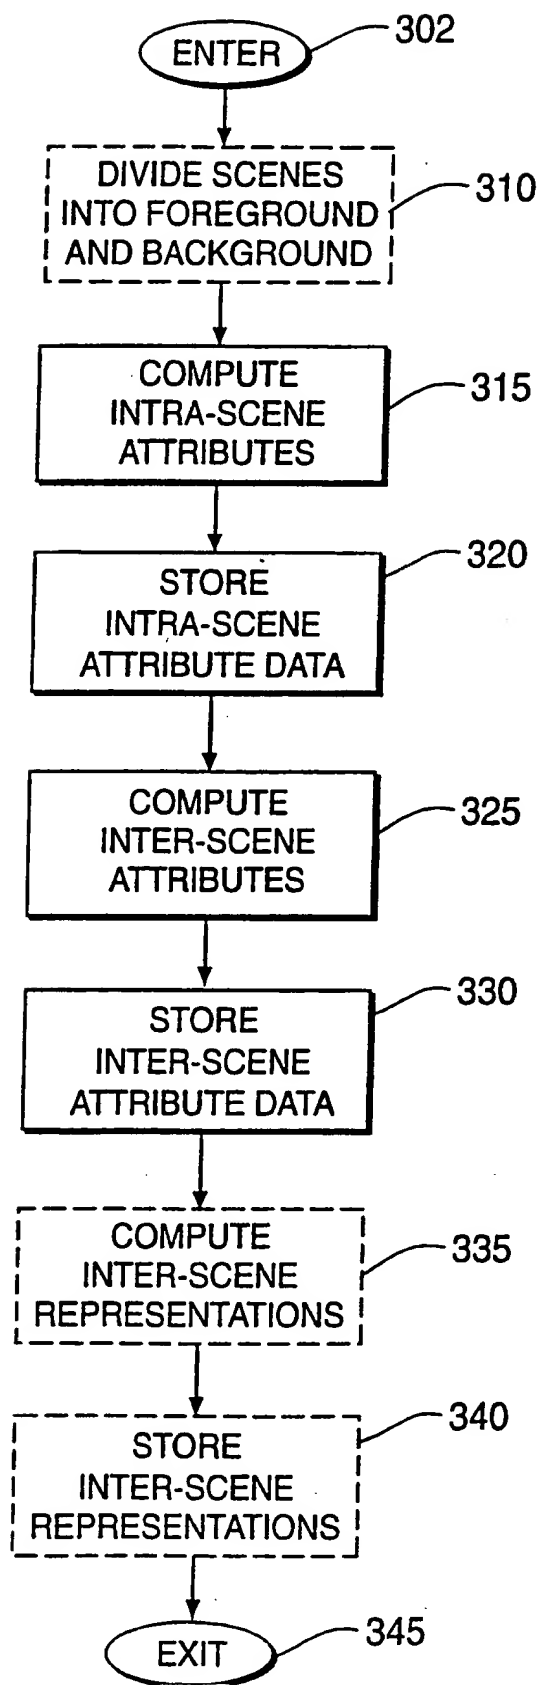 ENTER
302
DIVIDE SCENES
INTO FOREGROUND
AND BACKGROUND
310
COMPUTE
INTRA-SCENE
ATTRIBUTES
315
STORE
INTRA-SCENE
ATTRIBUTE DATA
320
COMPUTE
INTER-SCENE
ATTRIBUTES
325
STORE
INTER-SCENE
ATTRIBUTE DATA
330
COMPUTE
INTER-SCENE
REPRESENTATIONS
335
STORE
INTER-SCENE
REPRESENTATIONS
340
EXIT
345